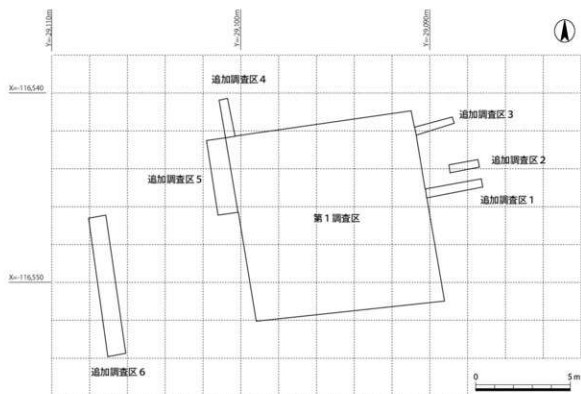 Y=-29,110m
Y=-29,100m
Y=-29,090m
X=-116,540
追加調査区 4
追加調査区 3
追加調査区 2
追加調査区 5
追加調査区 1
第 1 調査区
X=-116,550
追加調査区 6
0
5 m